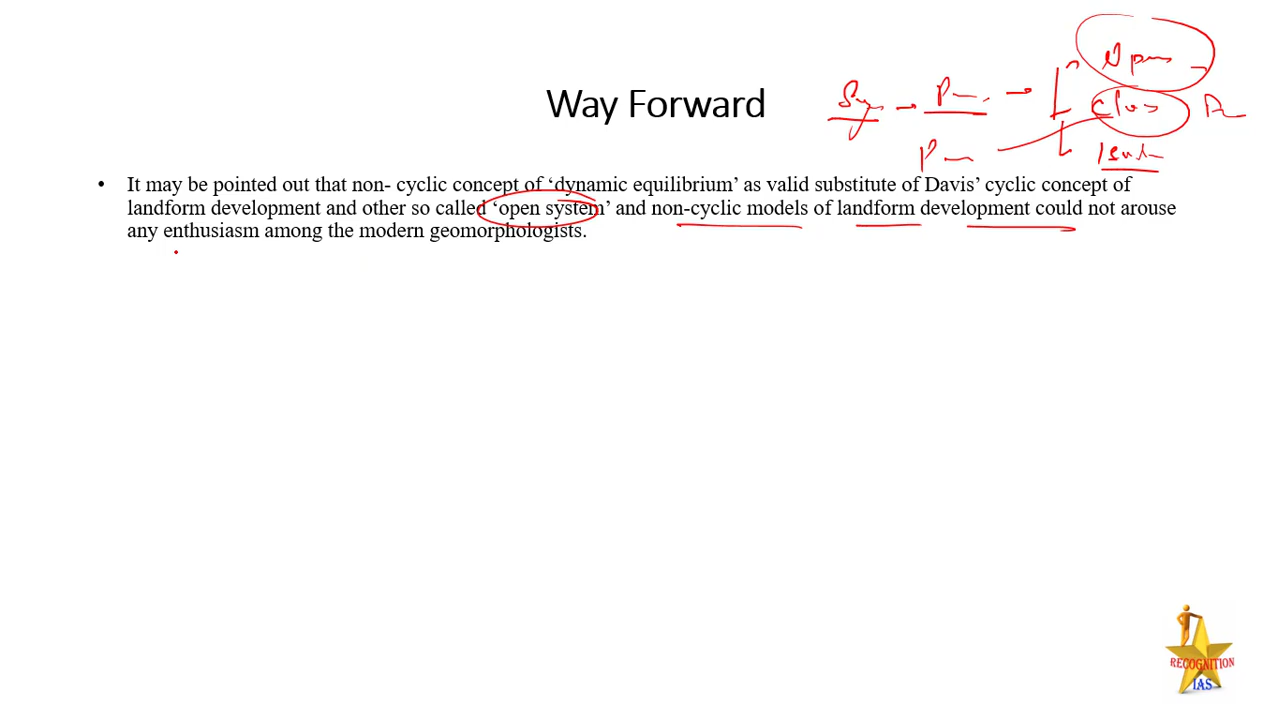 Way Forward
• It may be pointed out that non- cyclic concept of ‘dynamic equilibrium’ as valid substitute of Davis’ cyclic concept of
landform development and other so called ‘open system’ and non-cyclic models of landform development could not arouse
any enthusiasm among the modern geomorphologists.
RECOGNITION
IAS